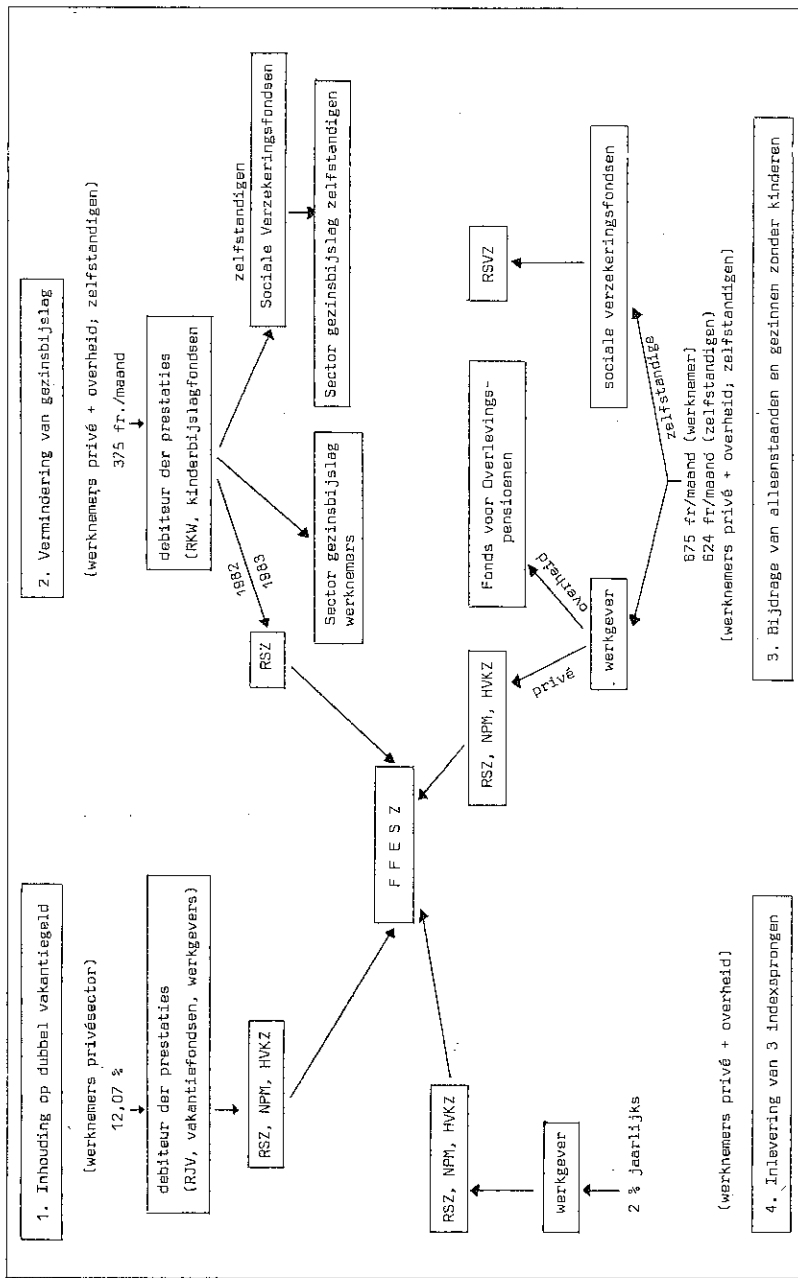 1. Inhouding op dubbel vakantiegeld
(werknemers privésector)
12,07 %
debiteur der prestaties
(RJV, vakantiefondsen, werkgevers)
RSZ, NPM, HVKZ
2. Vermindering van gezinsbijslag
(werknemers privé + overheid; zelfstandigen)
375 fr./maand
debiteur der prestaties
(RKW, kinderbijslagfondsen)
1982
1983
RSZ
Sector gezinsbijslag
werknemers
zelfstandigen
Sociale Verzekeringsfondsen
Sector gezinsbijslag zelfstandigen
F F E S Z
RSZ, NPM, HVKZ
werkgever
2 % jaarlijks
(werknemers privé + overheid)
4. Inlevering van 3 indexsprongen
RSZ, NPM, HVKZ
Fonds voor Overlevings-
pensioenen
RSVZ
privé
overheid
. werkgever
zelfstandige
sociale verzekeringsfondsen
675 fr/maand (werknemer)
624 fr/maand (zelfstandigen)
(werknemers privé + overheid; zelfstandigen)
3. Bijdrage van alleenstaanden en gezinnen zonder kinderen